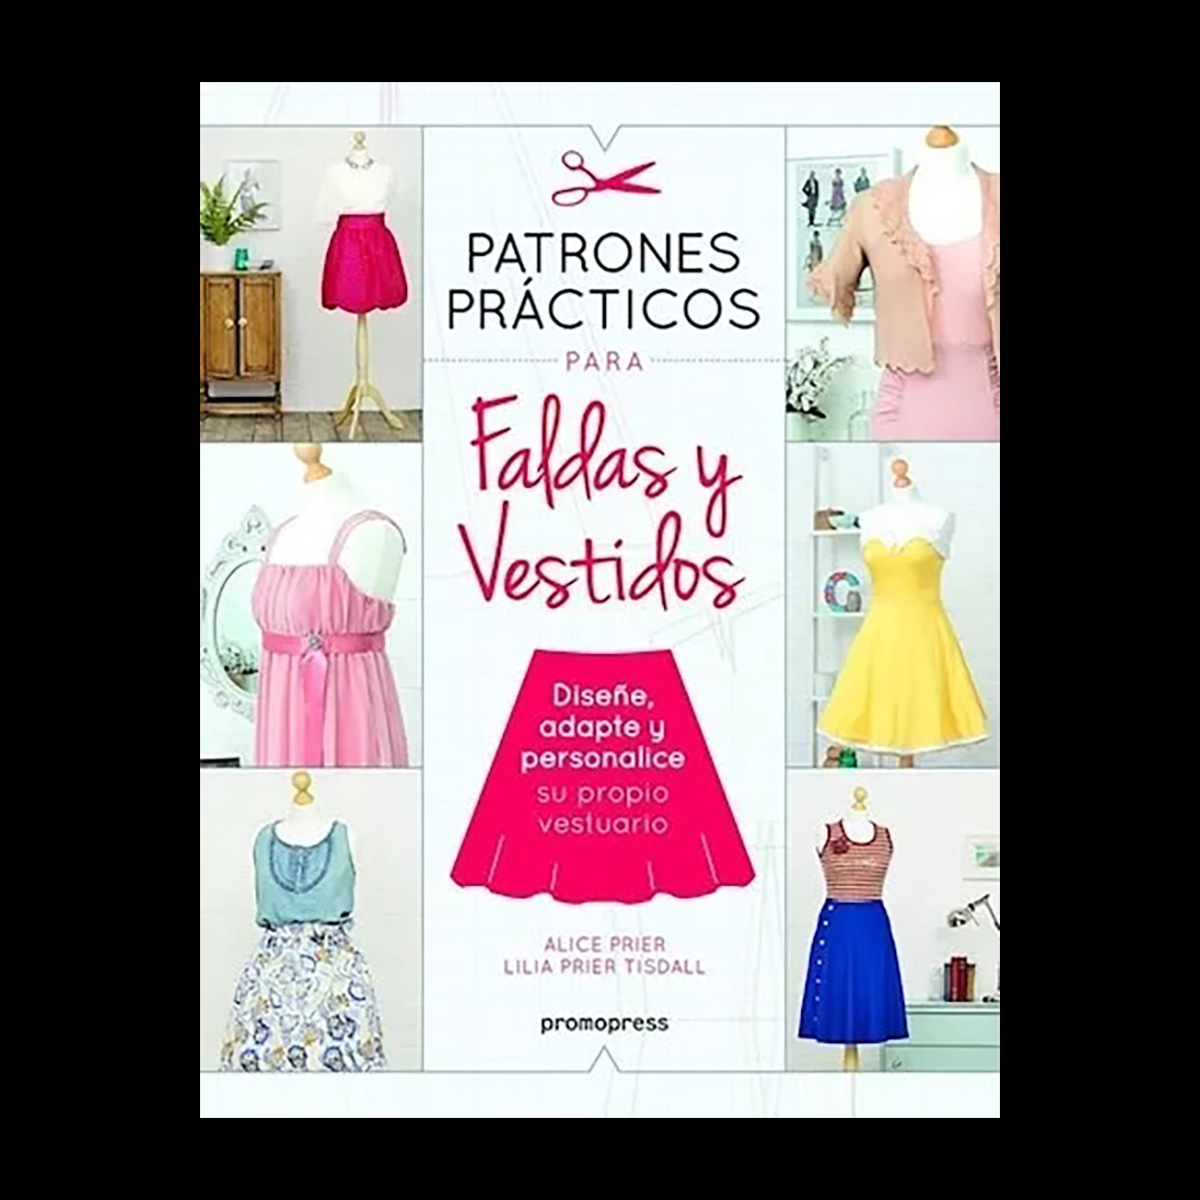 PATRONES
PRÁCTICOS
PARA
Faldas y
Vestidos
Diseñe,
adapte y
personalice
su propio
vestuario
ALICE PRIER
LILIA PRIER TISDALL
promopress